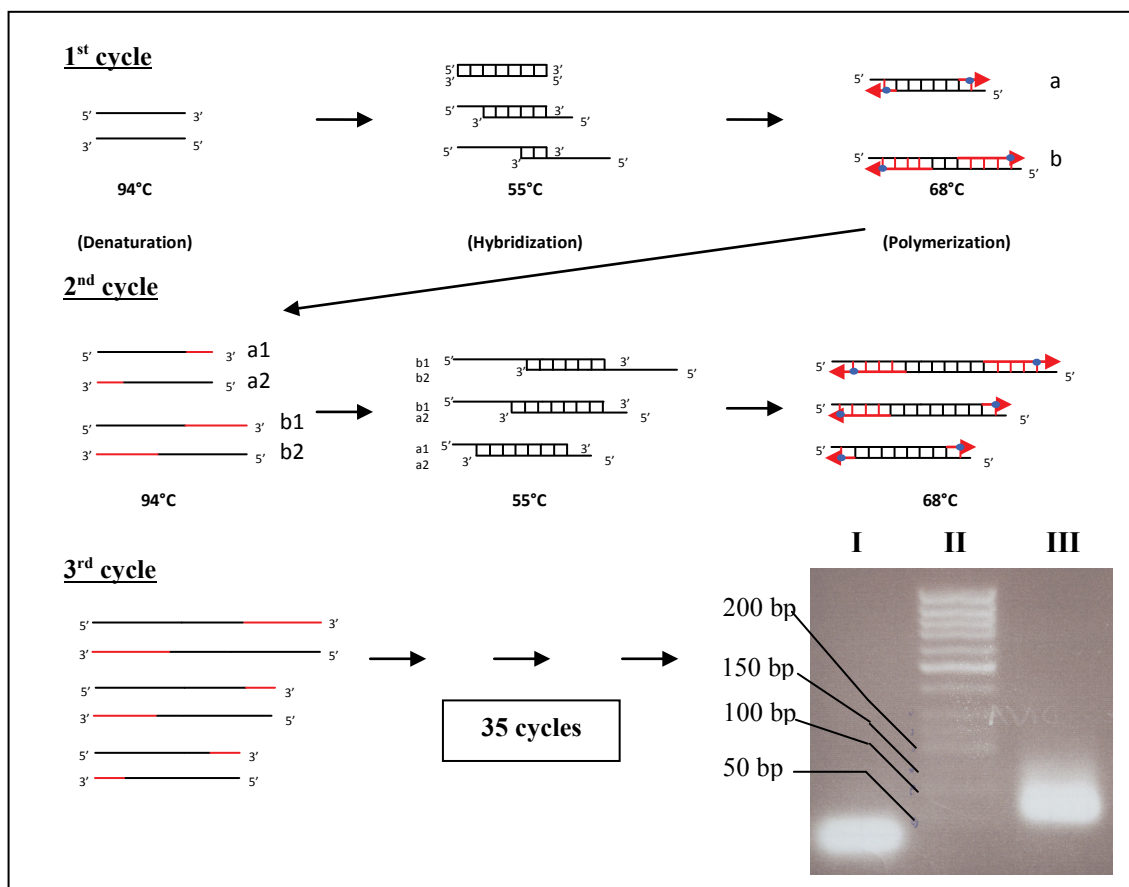 1st cycle
5’ 3’
3’ 5’
5’ 3’
3’ 5’
5’ 3’
3’ 5’
5’ 3’
3’ 5’
5’ a
5’
5’ b
5’
94°C 55°C 68°C
(Denaturation) (Hybridization) (Polymerization)
2nd cycle
5’ 3’ a1
3’ a2
5’ 3’ b1
3’ 5’ b2
b1 5’ 3’
b2 3’ 5’
b1 5’ 3’
a2 3’ 5’
a1 5’ 3’
a2 3’ 5’
5’
5’
5’
5’
5’
5’
94°C 55°C 68°C
3rd cycle
5’ 3’
3’ 5’
5’ 3’
3’ 5’
5’ 3’
3’ 5’
35 cycles
I II III
200 bp
150 bp
100 bp
50 bp